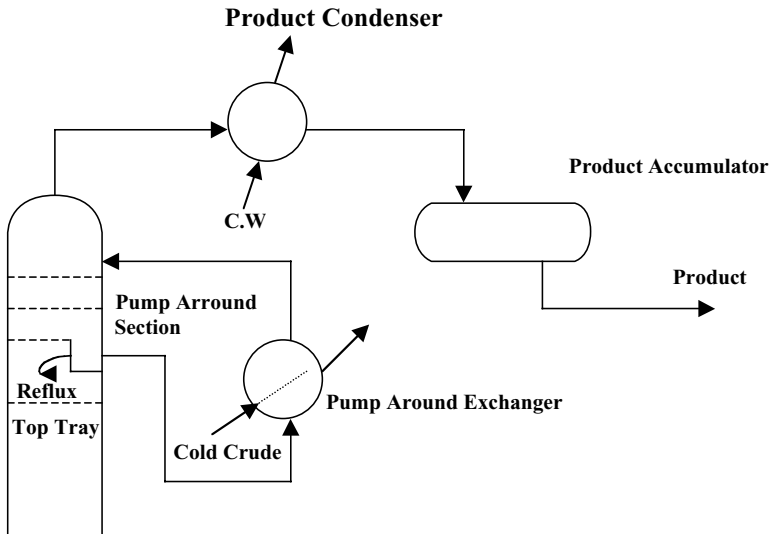 Product Condenser
Product Accumulator
C.W
Product
Pump Arround
Section
Reflux
Pump Around Exchanger
Top Tray
Cold Crude